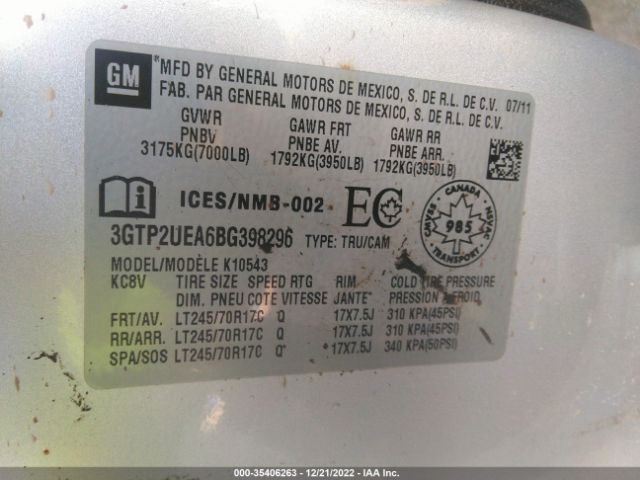 GM
*MFD BY GENERAL MOTORS DE MEXICO, S. DE R.L. DE C.V. 07/11
FAB. PAR GENERAL MOTORS DE MEXICO, S. DE R.L. DE C.V.
GVWR GAWR FRT GAWR RR
PNBV PNBE AV. PNBE ARR.
3175KG(7000LB) 1792KG(3950LB) 1792KG(3950LB)
i ICES/NMB-002 EC
CANADA
CMVSR 985 NSVAC
TRANSPORT
3GTP2UEA6BG398296 TYPE: TRU/CAM
MODEL/MODÈLE K10543
KC8V TIRE SIZE SPEED RTG RIM COLD TIRE PRESSURE
DIM. PNEU COTE VITESSE JANTE* PRESSION A FROID
FRT/AV. LT245/70R17C Q 17X7.5J 310 KPA(45PSI)
RR/ARR. LT245/70R17C Q 17X7.5J 310 KPA(45PSI)
SPA/SOS LT245/70R17C Q* *17X7.5J 340 KPA(50PSI)
K-35406263 - 12/21/2022 - IAA Inc.